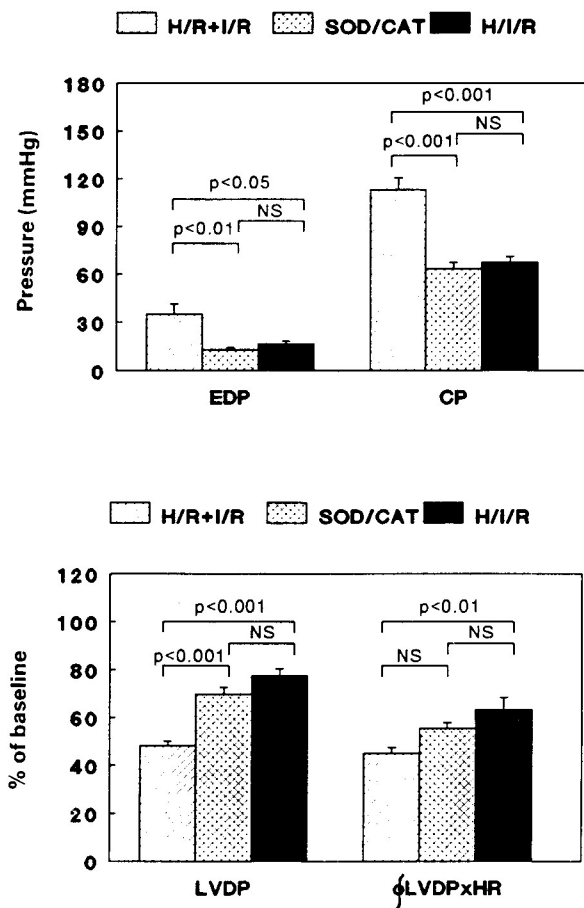 H/R+I/R SOD/CAT H/I/R
Pressure (mmHg)
180
150
120
90
60
30
0
p<0.001
NS
p<0.001
p<0.05
NS
p<0.01
EDP CP
H/R+I/R SOD/CAT H/I/R
% of baseline
120
100
80
60
40
20
0
p<0.001 p<0.01
NS NS
p<0.001 NS
LVDP ∮LVDPxHR